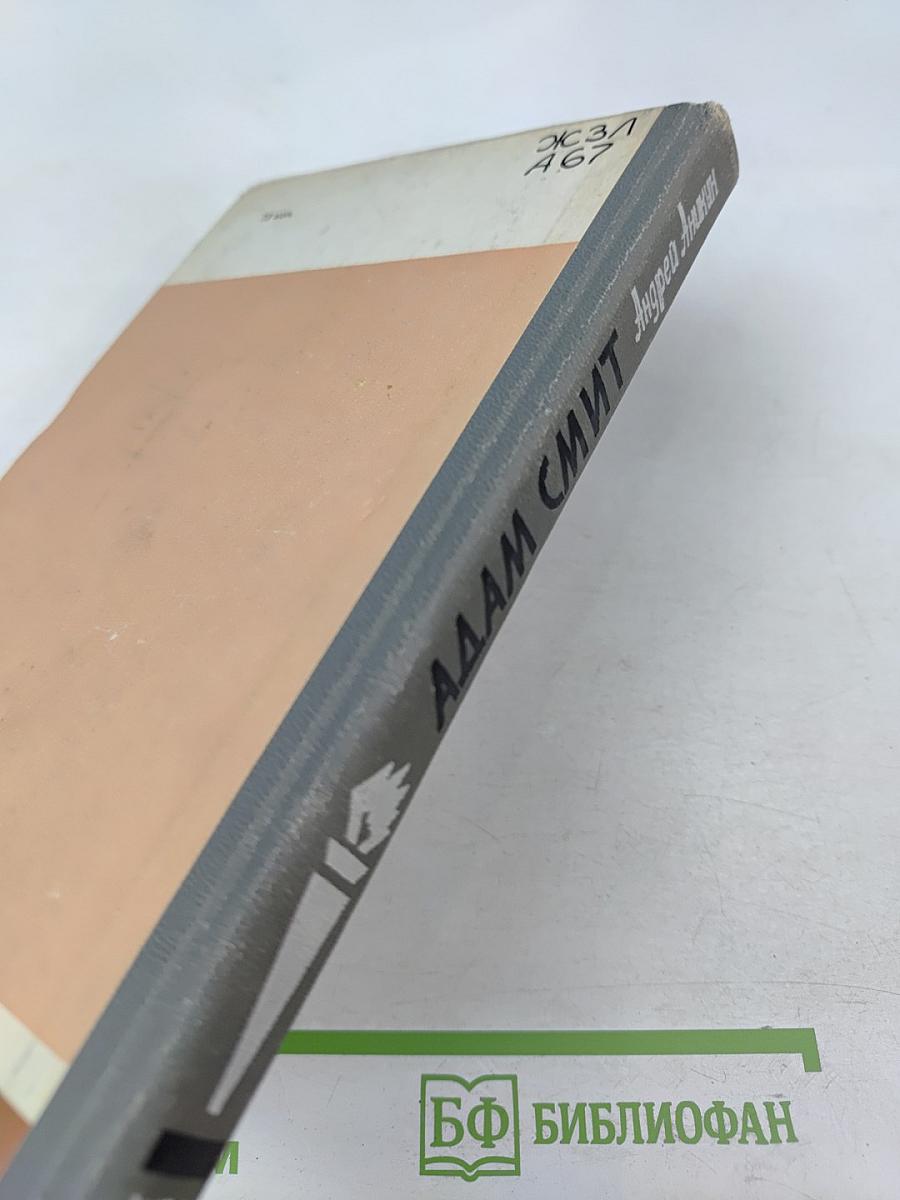 ЖЗЛ
А67
Андрей Аникин
АДАМ СМИТ
БФ БИБЛИОФАН
И